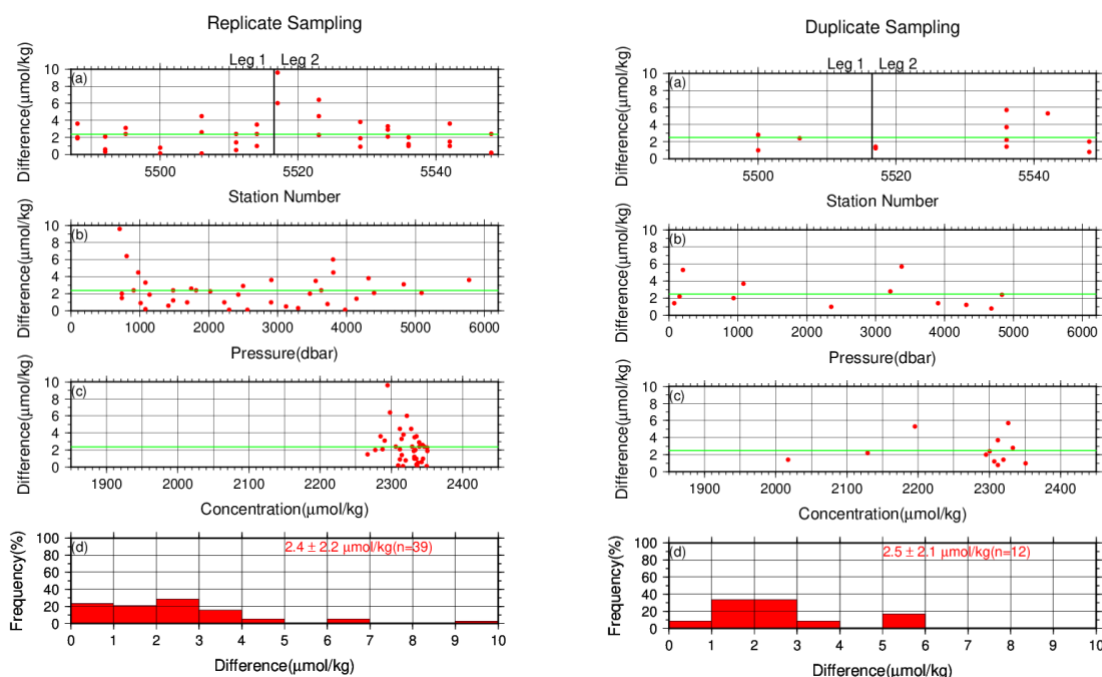 Replicate Sampling
Leg 1 Leg 2
(a)
Difference(μmol/kg)
10
8
6
4
2
0
5500 5520 5540
Station Number
(b)
Difference(μmol/kg)
10
8
6
4
2
0
0 1000 2000 3000 4000 5000 6000
Pressure(dbar)
(c)
Difference(μmol/kg)
10
8
6
4
2
0
1900 2000 2100 2200 2300 2400
Concentration(μmol/kg)
(d)
2.4 ± 2.2 μmol/kg(n=39)
Frequency(%)
100
80
60
40
20
0
0 1 2 3 4 5 6 7 8 9 10
Difference(μmol/kg)
Duplicate Sampling
Leg 1 Leg 2
(a)
Difference(μmol/kg)
10
8
6
4
2
0
5500 5520 5540
Station Number
(b)
Difference(μmol/kg)
10
8
6
4
2
0
0 1000 2000 3000 4000 5000 6000
Pressure(dbar)
(c)
Difference(μmol/kg)
10
8
6
4
2
0
1900 2000 2100 2200 2300 2400
Concentration(μmol/kg)
(d)
2.5 ± 2.1 μmol/kg(n=12)
Frequency(%)
100
80
60
40
20
0
0 1 2 3 4 5 6 7 8 9 10
Difference(μmol/kg)